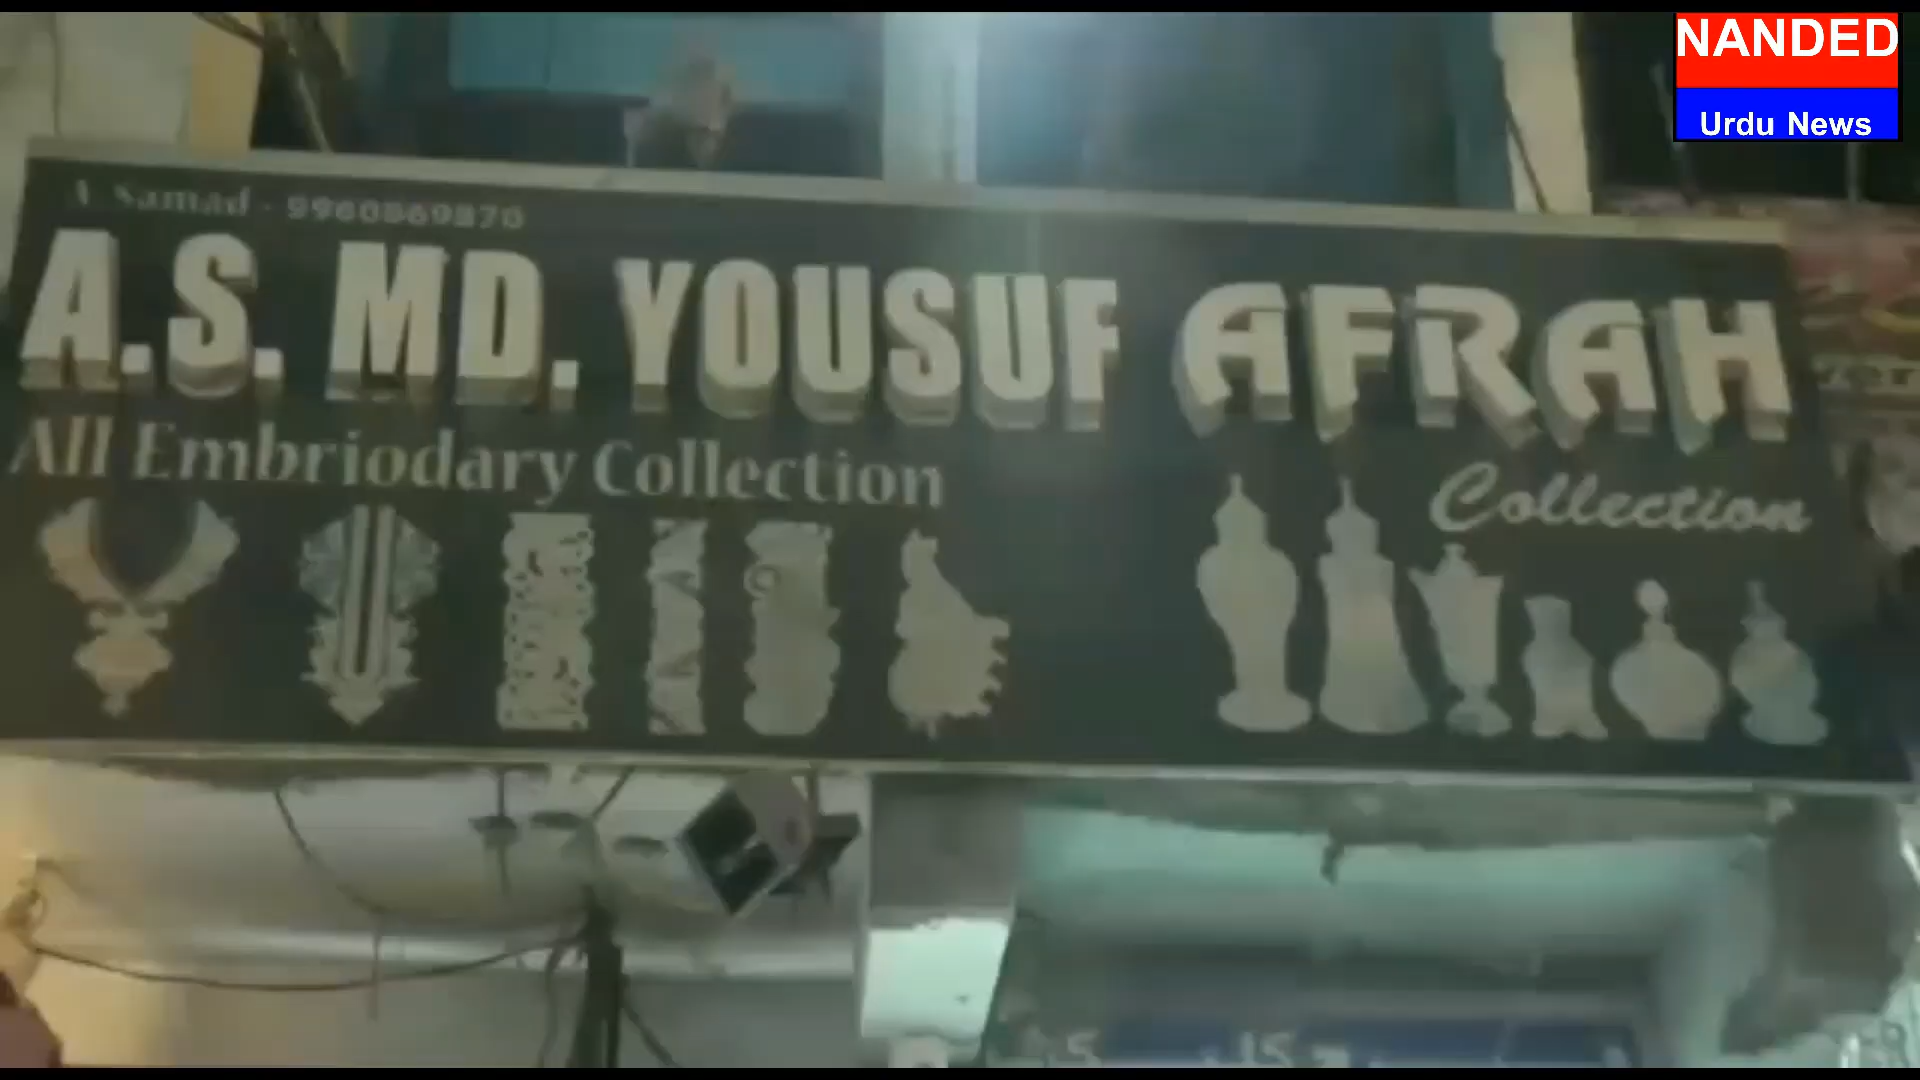 NANDED
Urdu News
A. Samad - 9960869870
A.S. MD. YOUSUF
All Embriodary Collection
AFRAH
Collection